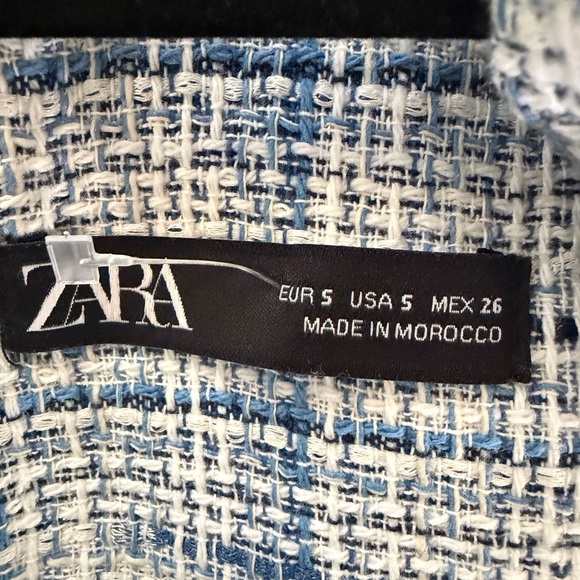 ZARA
EUR S USA S MEX 26
MADE IN MOROCCO